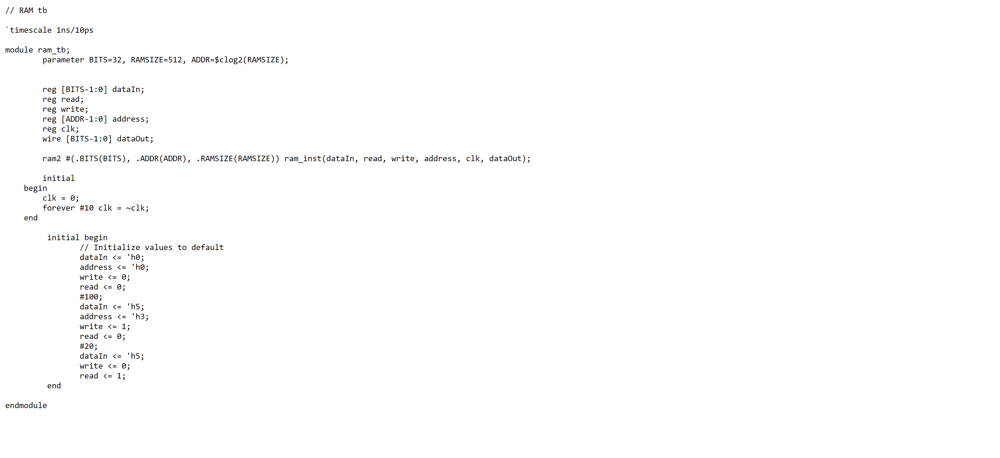 // RAM tb
`timescale 1ns/10ps
module ram_tb;
parameter BITS=32, RAMSIZE=512, ADDR=$clog2(RAMSIZE);
reg [BITS-1:0] dataIn;
reg read;
reg write;
reg [ADDR-1:0] address;
reg clk;
wire [BITS-1:0] dataOut;
ram2 #(.BITS(BITS), .ADDR(ADDR), .RAMSIZE(RAMSIZE)) ram_inst(dataIn, read, write, address, clk, dataOut);
initial
begin
clk = 0;
forever #10 clk = ~clk;
end
initial begin
// Initialize values to default
dataIn <= 'h0;
address <= 'h0;
write <= 0;
read <= 0;
#100;
dataIn <= 'h5;
address <= 'h3;
write <= 1;
read <= 0;
#20;
dataIn <= 'h5;
write <= 0;
read <= 1;
end
endmodule